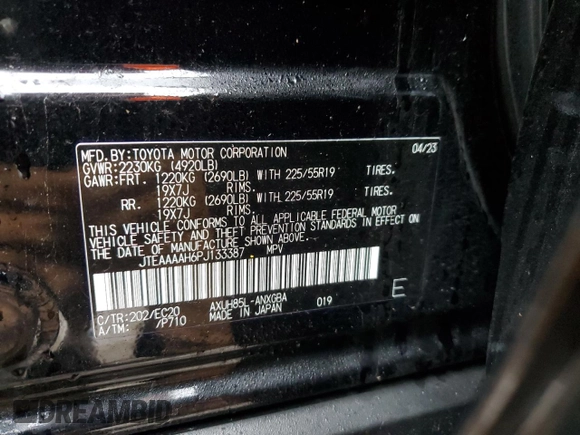 MFD. BY: TOYOTA MOTOR CORPORATION 04/23
GVWR: 2230KG (4920LB)
GAWR: FRT. 1220KG (2690LB) WITH 225/55R19 TIRES.
19X7J RIMS.
RR. 1220KG (2690LB) WITH 225/55R19 TIRES.
19X7J RIMS.
THIS VEHICLE CONFORMS TO ALL APPLICABLE FEDERAL MOTOR
VEHICLE SAFETY AND THEFT PREVENTION STANDARDS IN EFFECT ON
THE DATE OF MANUFACTURE SHOWN ABOVE.
JTEAAAAH6PJ133387 MPV
C/TR: 202/EC20 AXUH85L-ANXGBA 019 E
A/TM: /P710 MADE IN JAPAN
DREAMBID